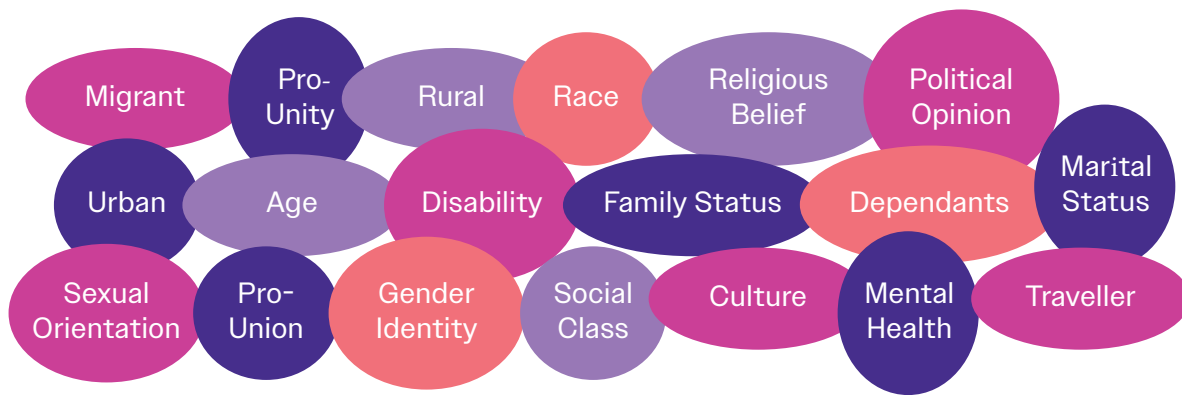 Migrant
Pro-
Unity
Rural
Race
Religious
Belief
Political
Opinion
Urban
Age
Disability
Family Status
Dependants
Marital
Status
Sexual
Orientation
Pro-
Union
Gender
Identity
Social
Class
Culture
Mental
Health
Traveller